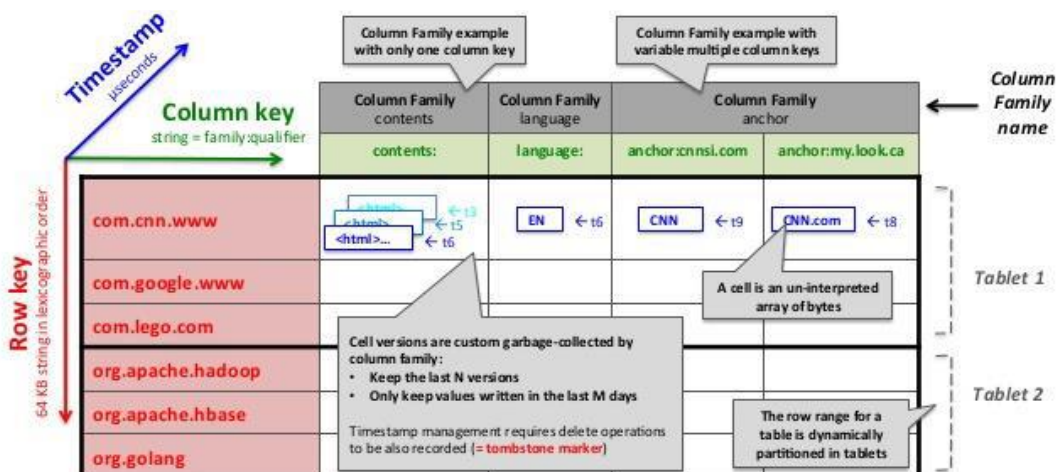 Timestamp
µseconds
Column key
string = family:qualifier
Row key
64 KB string in lexicographic order
Column Family example
with only one column key
Column Family example with
variable multiple column keys
Column
Family
name
Column Family
contents
Column Family
language
Column Family
anchor
contents:
language:
anchor:cnnsi.com
anchor:my.look.ca
com.cnn.www
<html>...
← t3
<html>...
← t5
<html>...
← t6
EN
← t6
CNN
← t9
CNN.com
← t8
com.google.www
A cell is an un-interpreted
array of bytes
Tablet 1
com.lego.com
Cell versions are custom garbage-collected by
column family:
• Keep the last N versions
• Only keep values written in the last M days
Timestamp management requires delete operations
to be also recorded (= tombstone marker)
org.apache.hadoop
org.apache.hbase
Tablet 2
The row range for a
table is dynamically
partitioned in tablets
org.golang